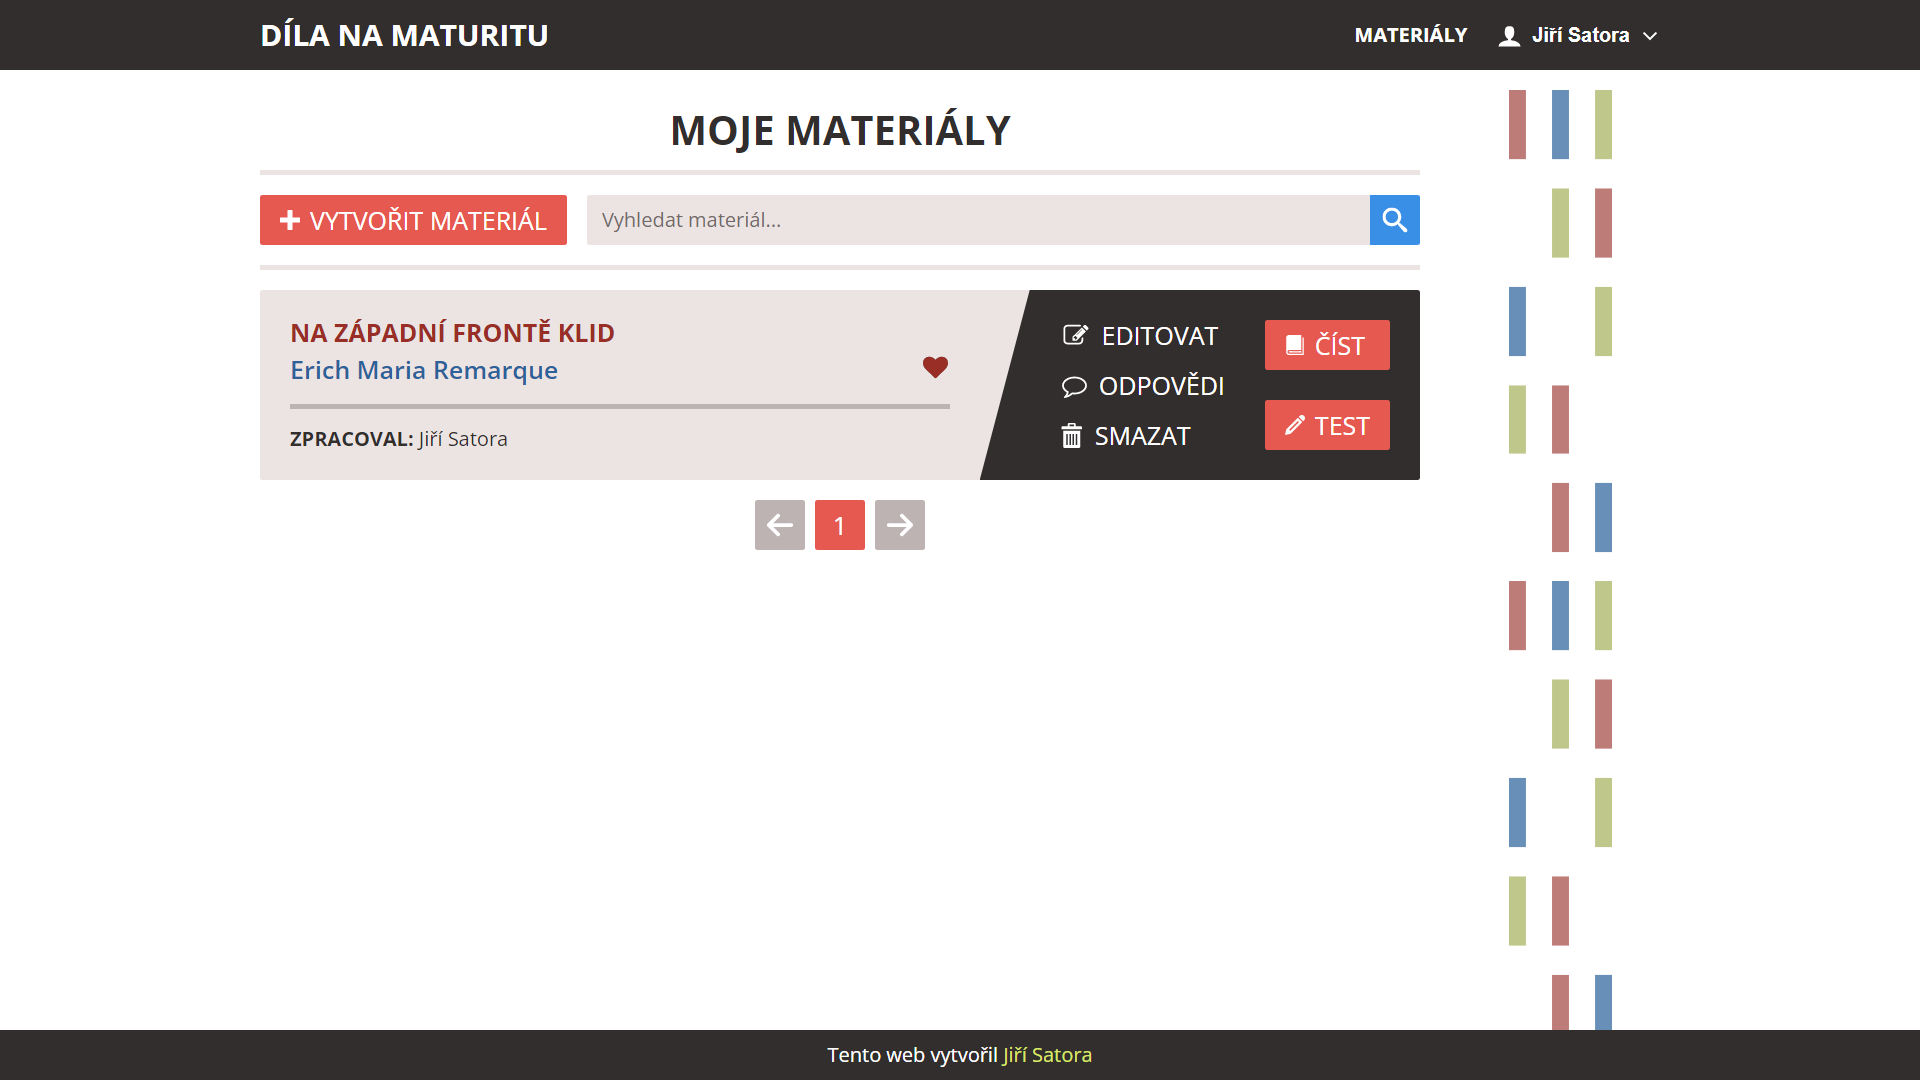 DÍLA NA MATURITU
MATERIÁLY
Jiří Satora
MOJE MATERIÁLY
VYTVOŘIT MATERIÁL
Vyhledat materiál...
NA ZÁPADNÍ FRONTĚ KLID
Erich Maria Remarque
ZPRACOVAL: Jiří Satora
EDITOVAT
ODPOVĚDI
SMAZAT
ČÍST
TEST
1
Tento web vytvořil Jiří Satora